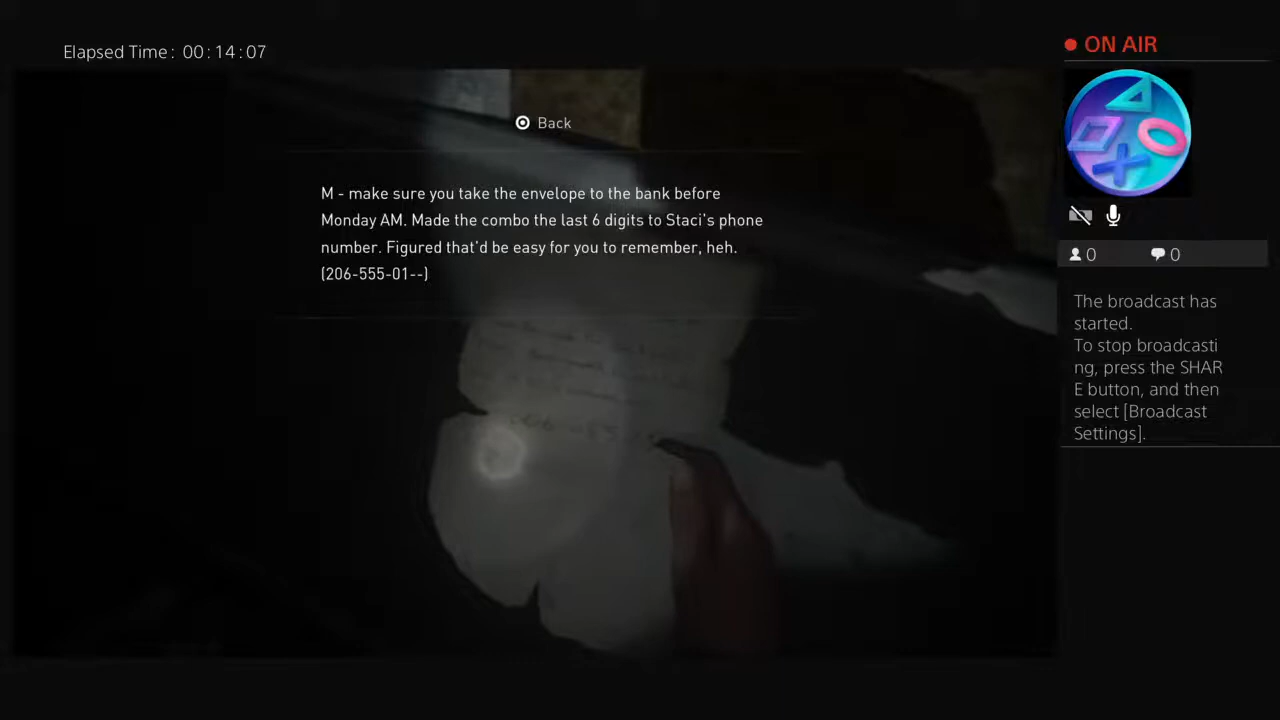 Elapsed Time: 00:14:07
ON AIR
Back
M - make sure you take the envelope to the bank before
Monday AM. Made the combo the last 6 digits to Staci's phone
number. Figured that'd be easy for you to remember, heh.
(206-555-01--)
0
0
The broadcast has
started.
To stop broadcasti
ng, press the SHAR
E button, and then
select [Broadcast
Settings].